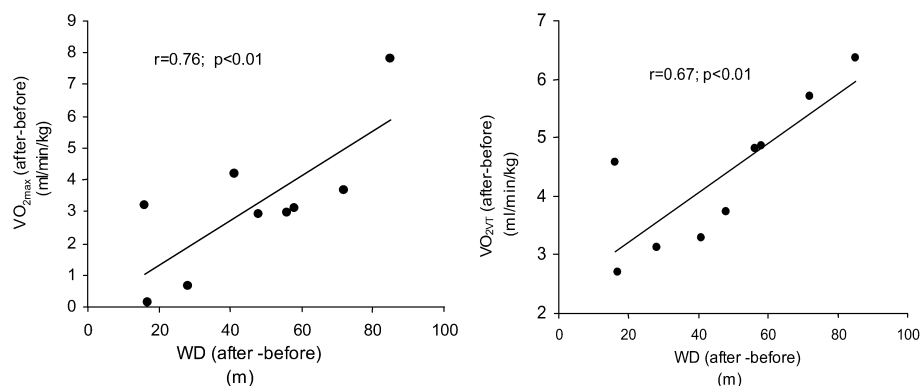 9
8
7
6
5
4
3
2
1
0
0 20 40 60 80 100
r=0.76; p<0.01
VO2max (after-before)
(ml/min/kg)
WD (after -before)
(m)
7
6
5
4
3
2
0 20 40 60 80 100
r=0.67; p<0.01
VO2VT (after-before)
(ml/min/kg)
WD (after-before)
(m)